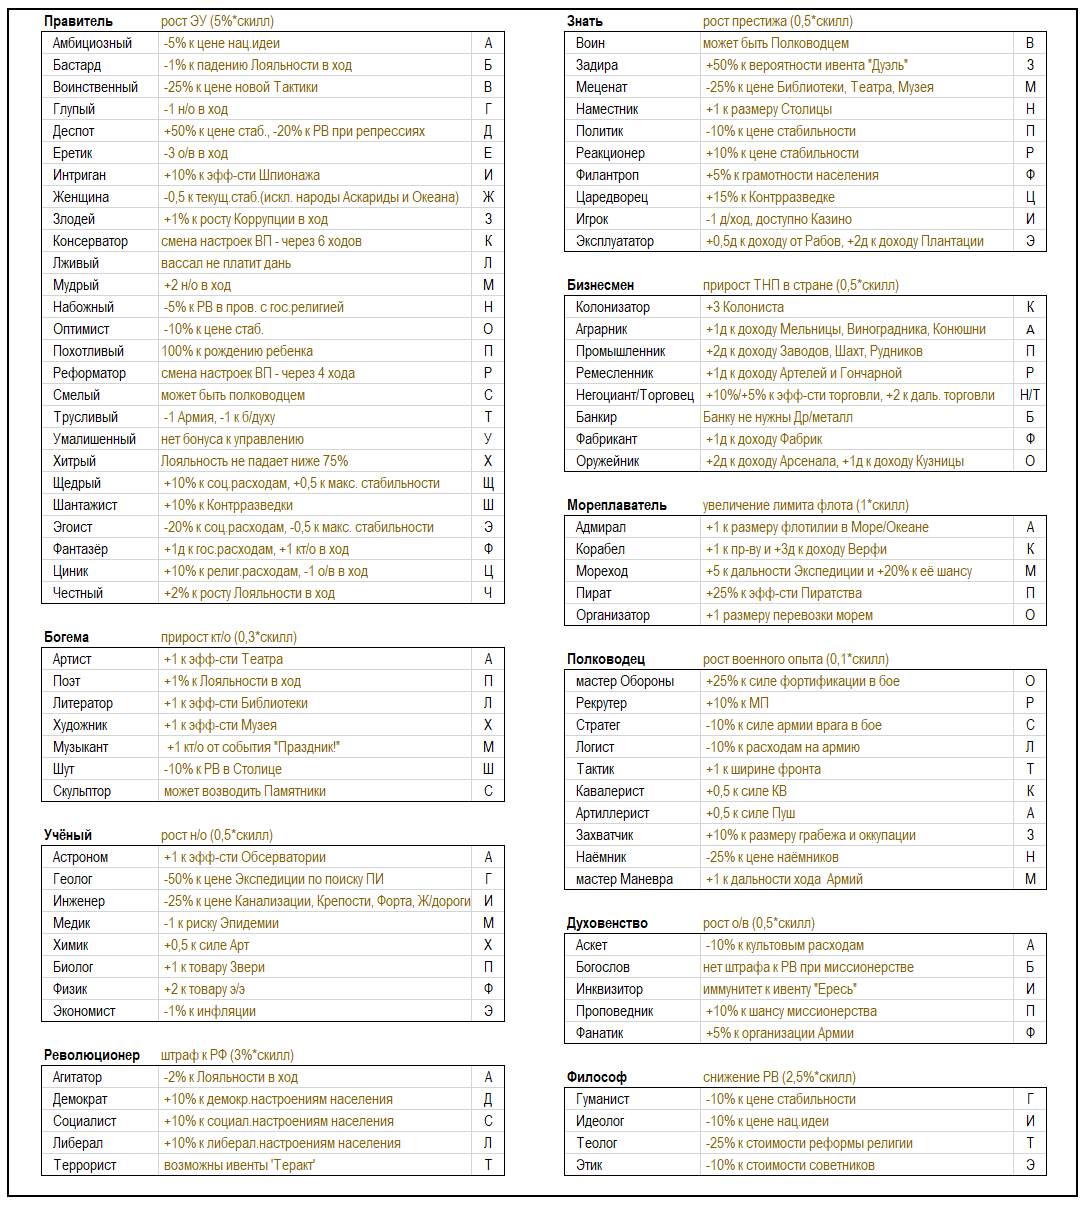 Правитель рост ЭУ (5%*скилл)
Амбициозный -5% к цене нац.идеи А
Бастард -1% к падению Лояльности в ход Б
Воинственный -25% к цене новой Тактики В
Глупый -1 н/о в ход Г
Деспот +50% к цене стаб., -20% к РВ при репрессиях Д
Еретик -3 о/в в ход Е
Интриган +10% к эфф-сти Шпионажа И
Женщина -0,5 к текущ.стаб.(искл. народы Аскариды и Океана) Ж
Злодей +1% к росту Коррупции в ход З
Консерватор смена настроек ВП - через 6 ходов К
Лживый вассал не платит дань Л
Мудрый +2 н/о в ход М
Набожный -5% к РВ в пров. с гос.религией Н
Оптимист -10% к цене стаб. О
Похотливый 100% к рождению ребенка П
Реформатор смена настроек ВП - через 4 хода Р
Смелый может быть полководцем С
Трусливый -1 Армия, -1 к б/духу Т
Умалишенный нет бонуса к управлению У
Хитрый Лояльность не падает ниже 75% Х
Щедрый +10% к соц.расходам, +0,5 к макс. стабильности Щ
Шантажист +10% к Контрразведки Ш
Эгоист -20% к соц.расходам, -0,5 к макс. стабильности Э
Фантазёр +1д к гос.расходам, +1 кт/о в ход Ф
Циник +10% к религ.расходам, -1 о/в в ход Ц
Честный +2% к росту Лояльности в ход Ч
Богема прирост кт/о (0,3*скилл)
Артист +1 к эфф-сти Театра А
Поэт +1% к Лояльности в ход П
Литератор +1 к эфф-сти Библиотеки Л
Художник +1 к эфф-сти Музея Х
Музыкант +1 кт/о от события "Праздник!" М
Шут -10% к РВ в Столице Ш
Скульптор может возводить Памятники С
Учёный рост н/о (0,5*скилл)
Астроном +1 к эфф-сти Обсерватории А
Геолог -50% к цене Экспедиции по поиску ПИ Г
Инженер -25% к цене Канализации, Крепости, Форта, Ж/дороги И
Медик -1 к риску Эпидемии М
Химик +0,5 к силе Арт Х
Биолог +1 к товару Звери П
Физик +2 к товару э/э Ф
Экономист -1% к инфляции Э
Революционер штраф к РФ (3%*скилл)
Агитатор -2% к Лояльности в ход А
Демократ +10% к демокр.настроениям населения Д
Социалист +10% к социал.настроениям населения С
Либерал +10% к либерал.настроениям населения Л
Террорист возможны ивенты 'Теракт' Т
Знать рост престижа (0,5*скилл)
Воин может быть Полководцем В
Задира +50% к вероятности ивента "Дуэль" З
Меценат -25% к цене Библиотеки, Театра, Музея М
Наместник +1 к размеру Столицы Н
Политик -10% к цене стабильности П
Реакционер +10% к цене стабильности Р
Филантроп +5% к грамотности населения Ф
Царедворец +15% к Контрразведке Ц
Игрок -1 д/ход, доступно Казино И
Эксплуататор +0,5д к доходу от Рабов, +2д к доходу Плантации Э
Бизнесмен прирост ТНП в стране (0,5*скилл)
Колонизатор +3 Колониста К
Аграрник +1д к доходу Мельницы, Виноградника, Конюшни А
Промышленник +2д к доходу Заводов, Шахт, Рудников П
Ремесленник +1д к доходу Артелей и Гончарной Р
Негоциант/Торговец +10%/+5% к эфф-сти торговли, +2 к даль. торговли Н/Т
Банкир Банку не нужны Др/металл Б
Фабрикант +1д к доходу Фабрик Ф
Оружейник +2д к доходу Арсенала, +1д к доходу Кузницы О
Мореплаватель увеличение лимита флота (1*скилл)
Адмирал +1 к размеру флотилии в Море/Океане А
Корабел +1 к пр-ву и +3д к доходу Верфи К
Мореход +5 к дальности Экспедиции и +20% к её шансу М
Пират +25% к эфф-сти Пиратства П
Организатор +1 размеру перевозки морем О
Полководец рост военного опыта (0,1*скилл)
мастер Обороны +25% к силе фортификации в бое О
Рекрутер +10% к МП Р
Стратег -10% к силе армии врага в бое С
Логист -10% к расходам на армию Л
Тактик +1 к ширине фронта Т
Кавалерист +0,5 к силе КВ К
Артиллерист +0,5 к силе Пуш А
Захватчик +10% к размеру грабежа и оккупации З
Наёмник -25% к цене наёмников Н
мастер Маневра +1 к дальности хода Армий М
Духовенство рост о/в (0,5*скилл)
Аскет -10% к культовым расходам А
Богослов нет штрафа к РВ при миссионерстве Б
Инквизитор иммунитет к ивенту "Ересь" И
Проповедник +10% к шансу миссионерства П
Фанатик +5% к организации Армии Ф
Философ снижение РВ (2,5%*скилл)
Гуманист -10% к цене стабильности Г
Идеолог -10% к цене нац.идеи И
Теолог -25% к стоимости реформы религии Т
Этик -10% к стоимости советников Э